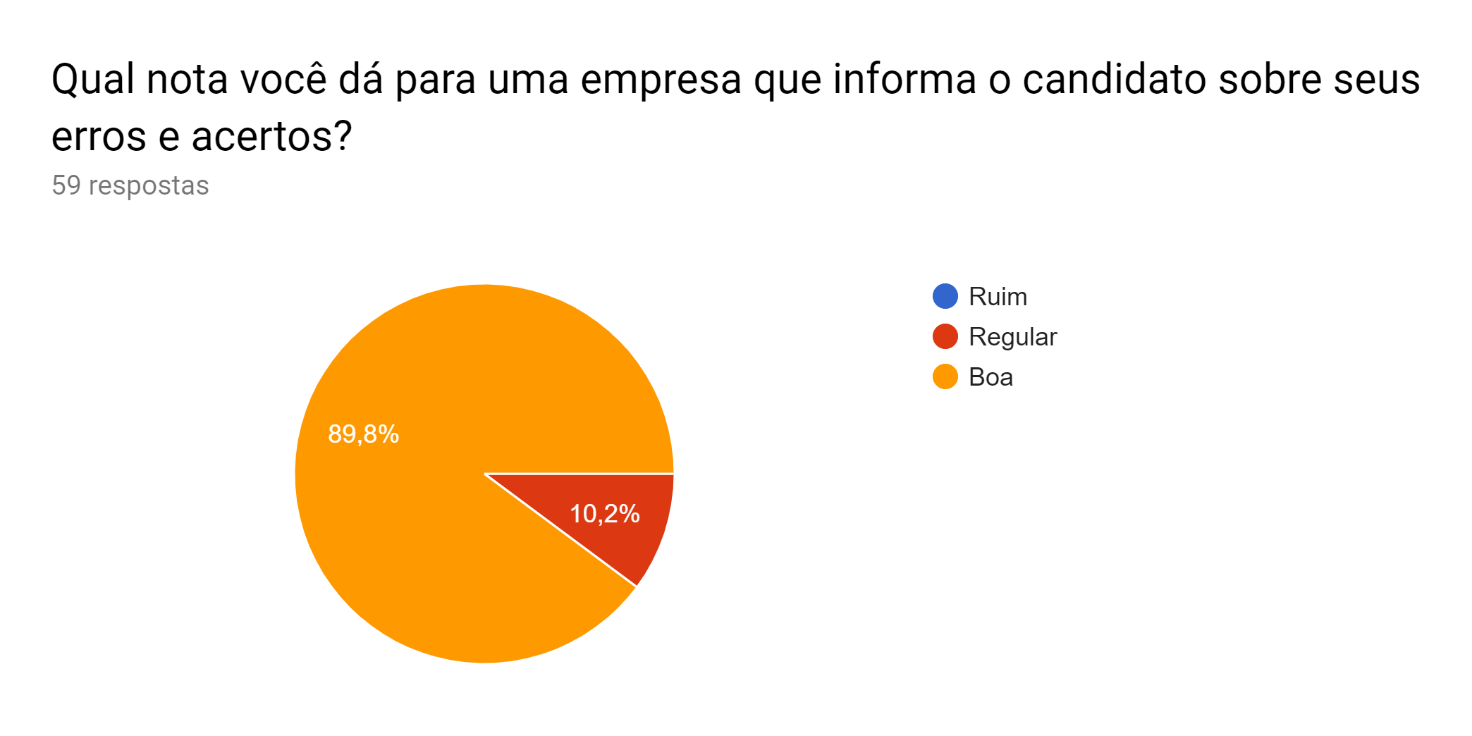 Qual nota você dá para uma empresa que informa o candidato sobre seus
erros e acertos?
59 respostas
Ruim
Regular
Boa
89,8%
10,2%